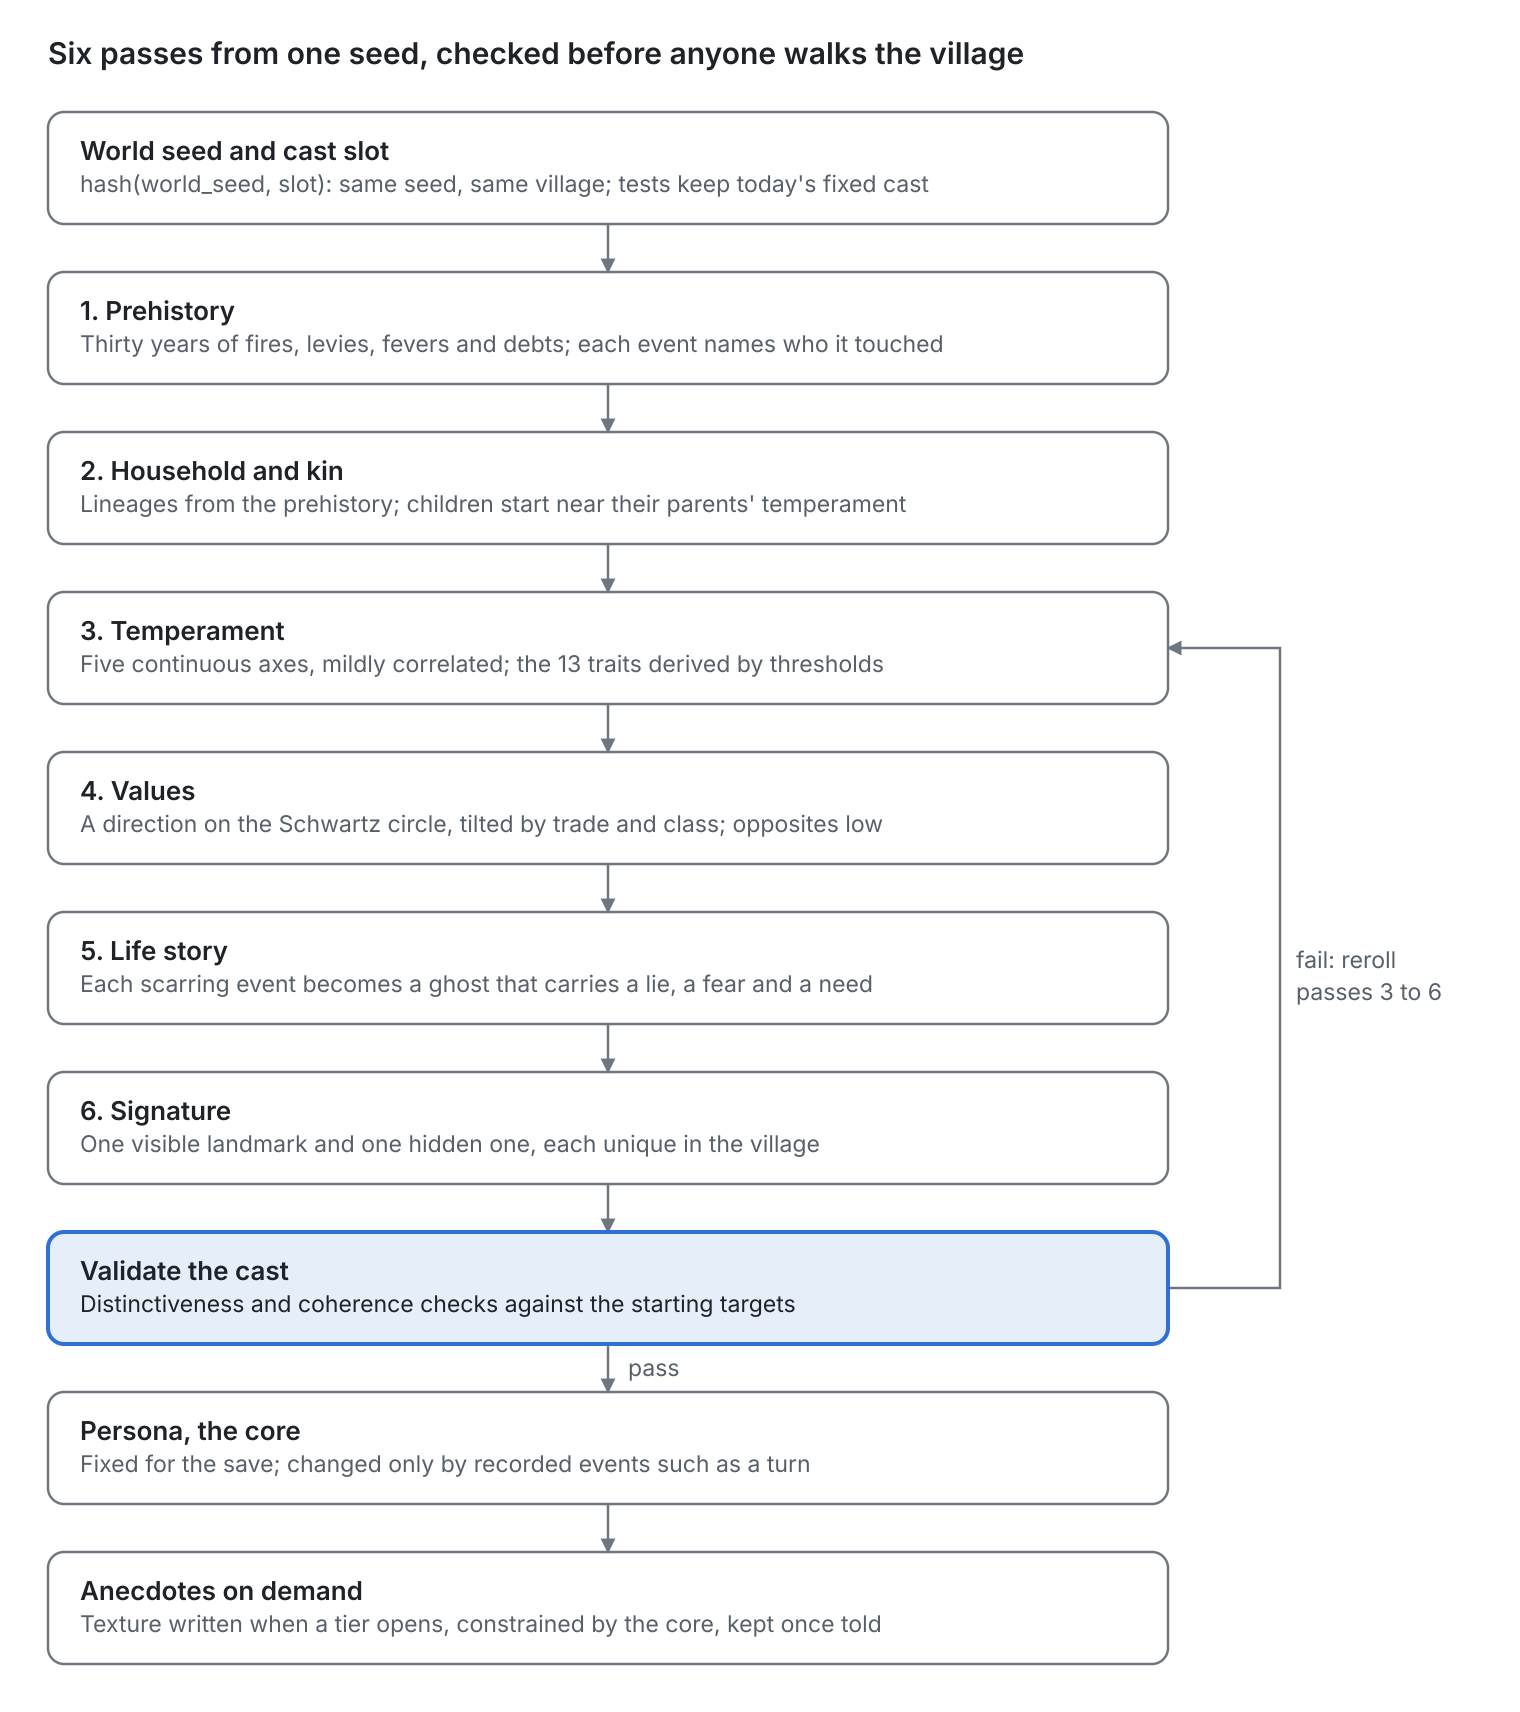 Six passes from one seed, checked before anyone walks the village
World seed and cast slot
hash(world_seed, slot): same seed, same village; tests keep today's fixed cast
1. Prehistory
Thirty years of fires, levies, fevers and debts; each event names who it touched
2. Household and kin
Lineages from the prehistory; children start near their parents' temperament
3. Temperament
Five continuous axes, mildly correlated; the 13 traits derived by thresholds
4. Values
A direction on the Schwartz circle, tilted by trade and class; opposites low
5. Life story
Each scarring event becomes a ghost that carries a lie, a fear and a need
fail: reroll
passes 3 to 6
6. Signature
One visible landmark and one hidden one, each unique in the village
Validate the cast
Distinctiveness and coherence checks against the starting targets
pass
Persona, the core
Fixed for the save; changed only by recorded events such as a turn
Anecdotes on demand
Texture written when a tier opens, constrained by the core, kept once told